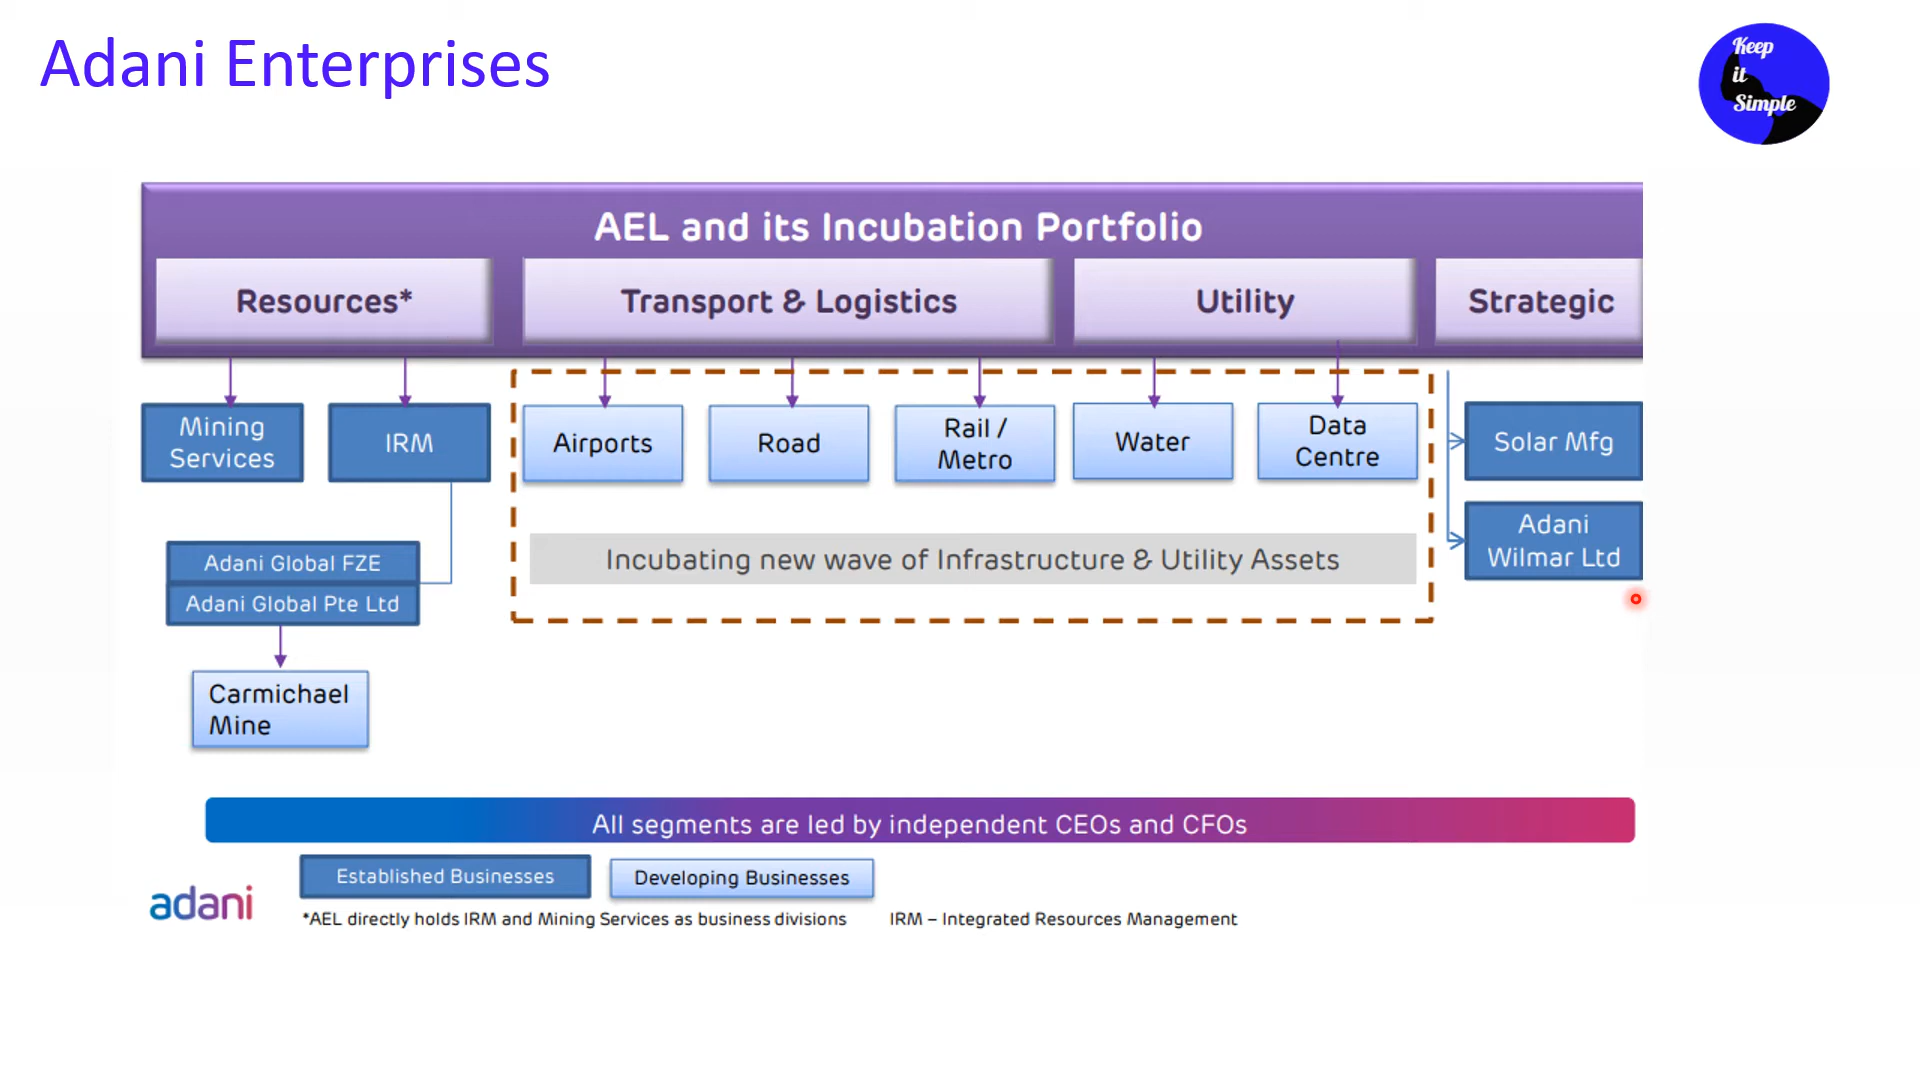 Adani Enterprises
Keep
it
Simple
AEL and its Incubation Portfolio
Resources*
Transport & Logistics
Utility
Strategic
Mining
Services
IRM
Airports
Road
Rail /
Metro
Water
Data
Centre
Solar Mfg
Adani
Wilmar Ltd
Adani Global FZE
Adani Global Pte Ltd
Incubating new wave of Infrastructure & Utility Assets
Carmichael
Mine
All segments are led by independent CEOs and CFOs
adani
Established Businesses
Developing Businesses
*AEL directly holds IRM and Mining Services as business divisions
IRM – Integrated Resources Management